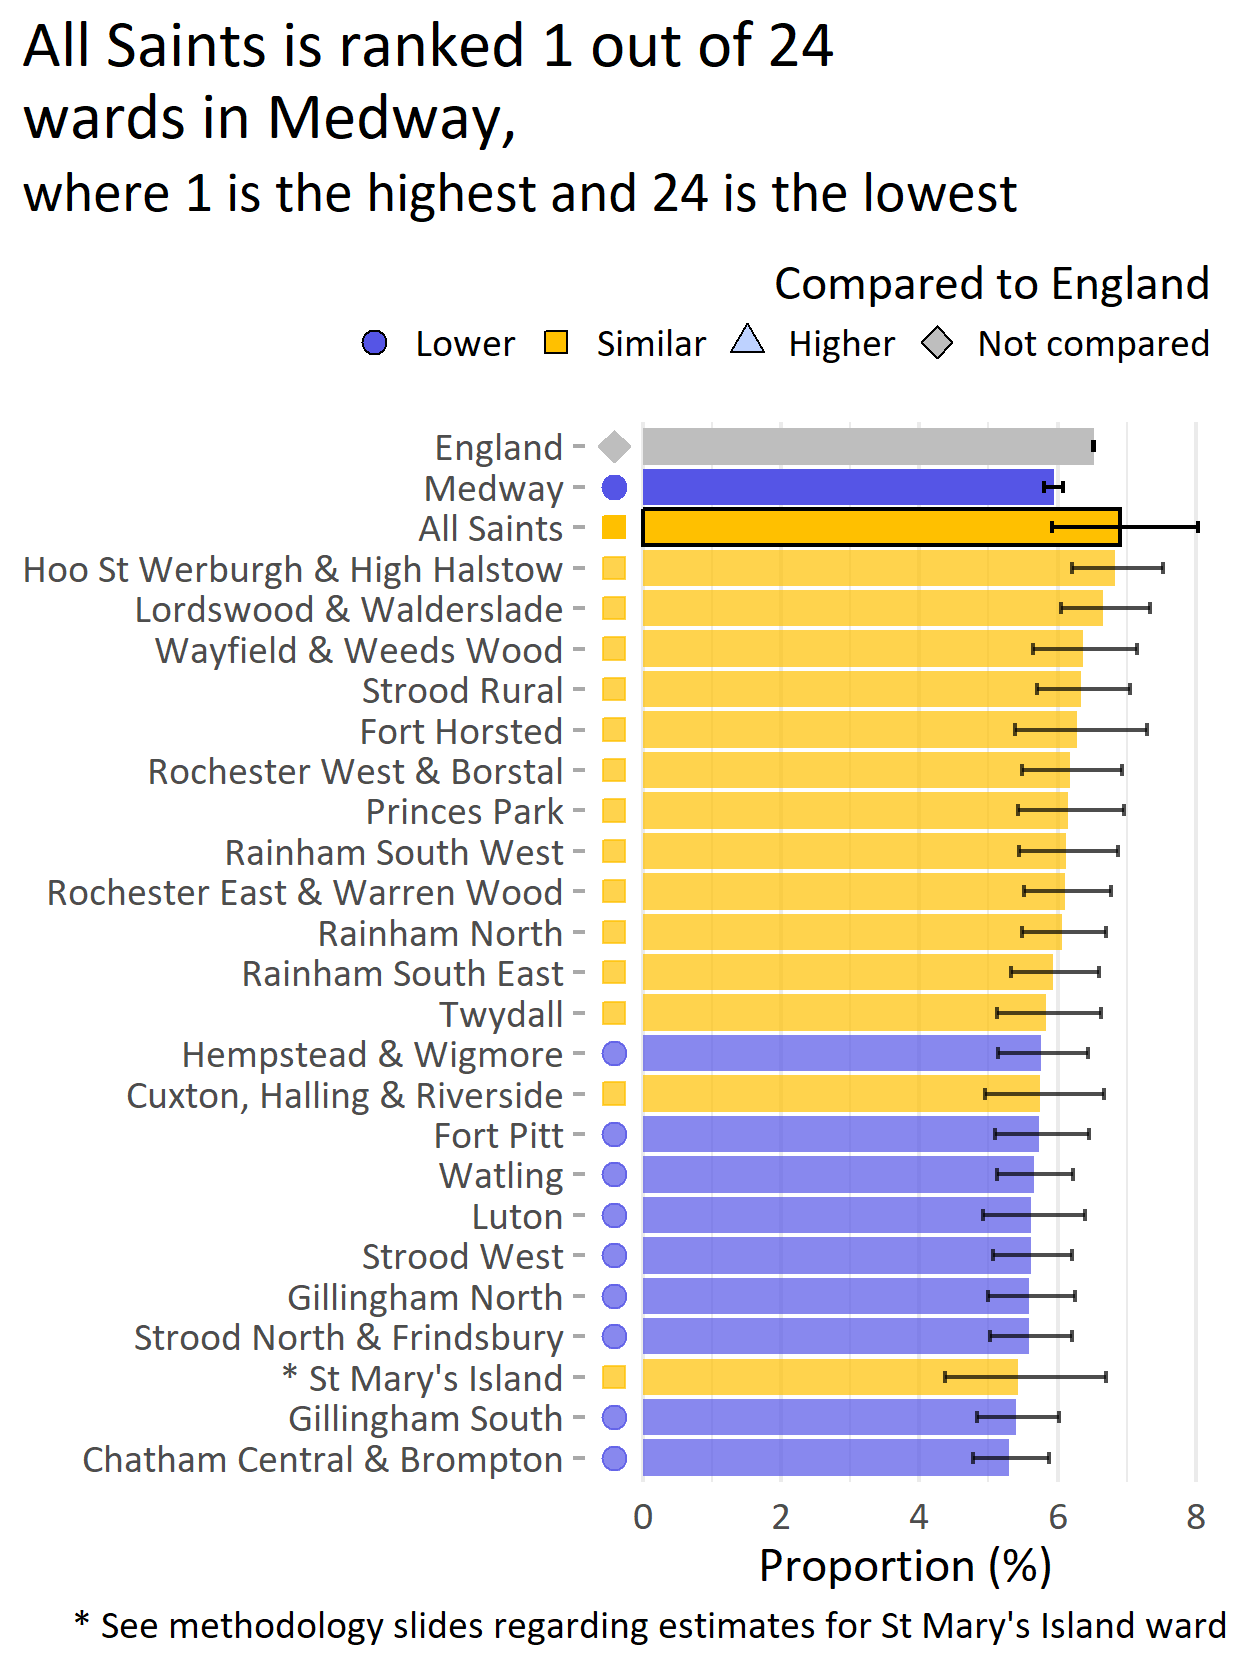 All Saints is ranked 1 out of 24
wards in Medway,
where 1 is the highest and 24 is the lowest
Compared to England
Lower Similar Higher Not compared
England
Medway
All Saints
Hoo St Werburgh & High Halstow
Lordswood & Walderslade
Wayfield & Weeds Wood
Strood Rural
Fort Horsted
Rochester West & Borstal
Princes Park
Rainham South West
Rochester East & Warren Wood
Rainham North
Rainham South East
Twydall
Hempstead & Wigmore
Cuxton, Halling & Riverside
Fort Pitt
Watling
Luton
Strood West
Gillingham North
Strood North & Frindsbury
* St Mary's Island
Gillingham South
Chatham Central & Brompton
0 2 4 6 8
Proportion (%)
* See methodology slides regarding estimates for St Mary's Island ward